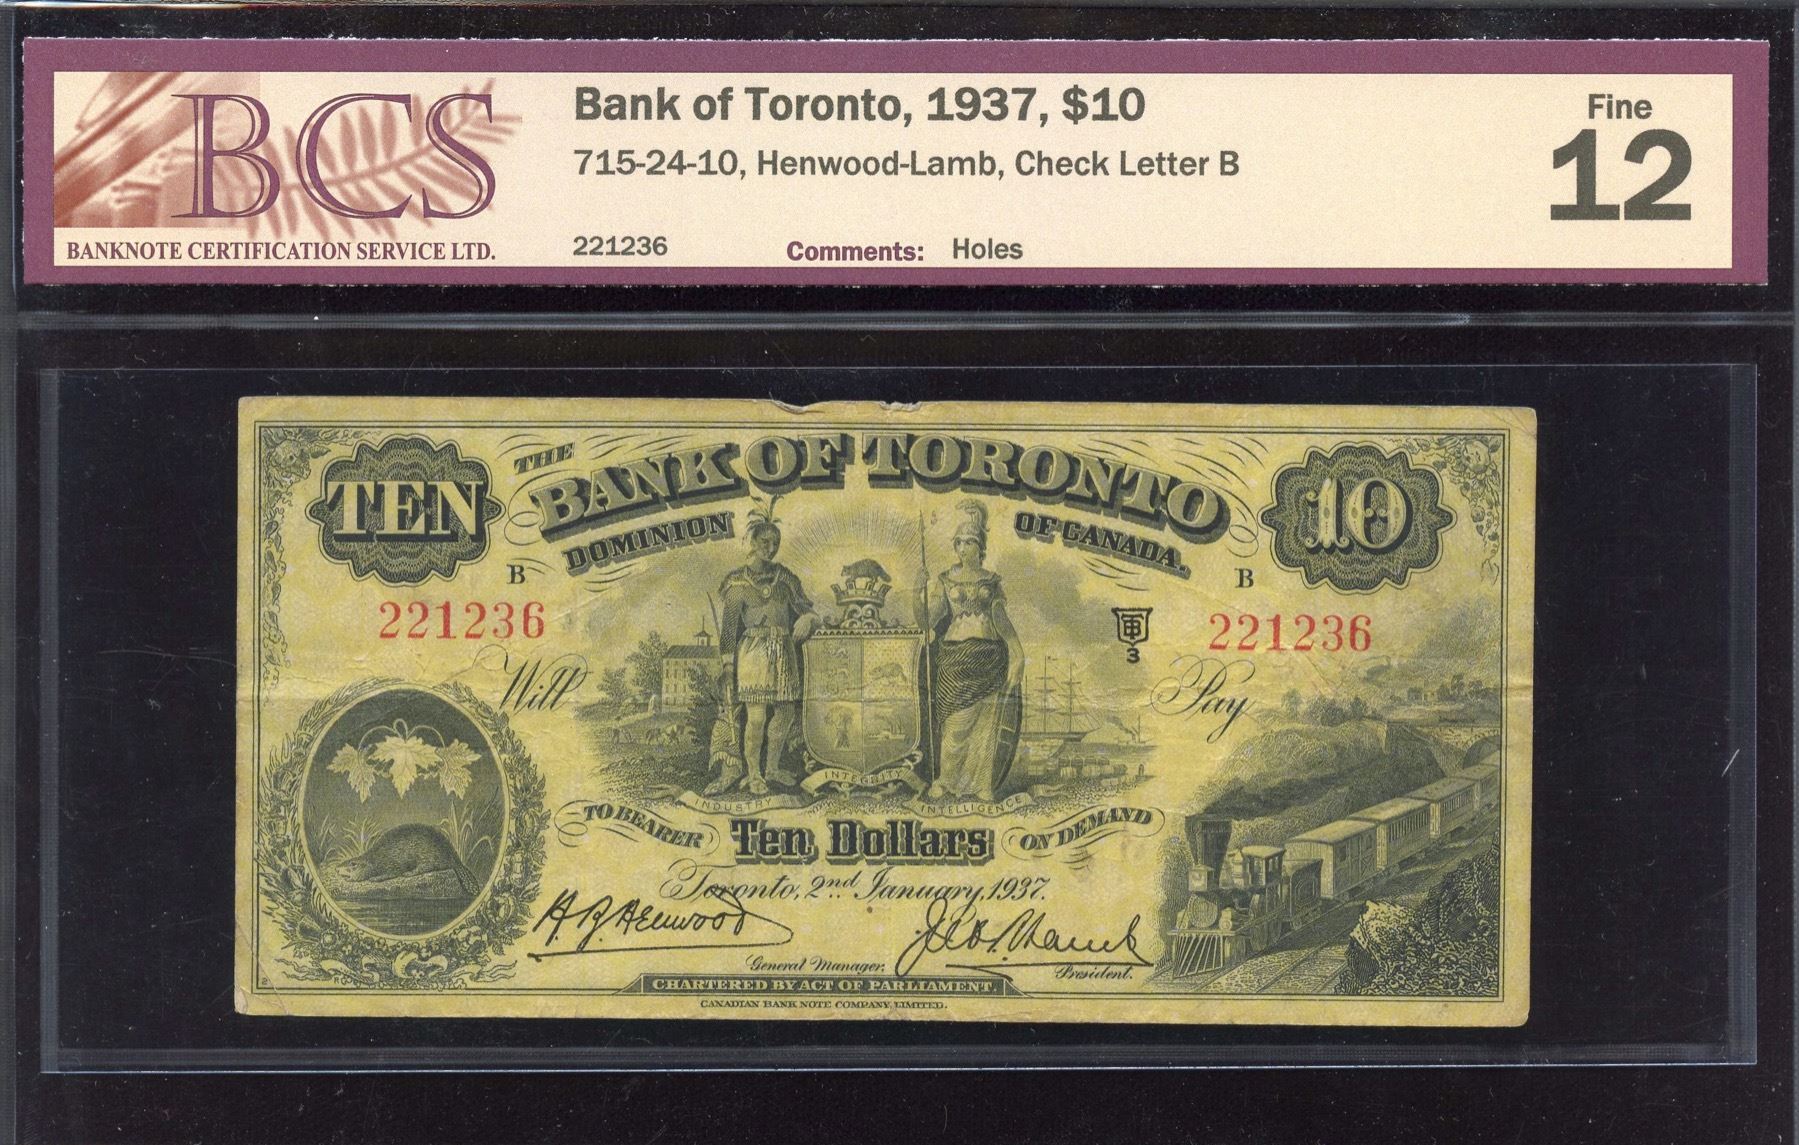 BCS
BANKNOTE CERTIFICATION SERVICE LTD.
Bank of Toronto, 1937, $10
715-24-10, Henwood-Lamb, Check Letter B
221236 Comments: Holes
Fine
12
THE
BANK OF TORONTO
DOMINION OF CANADA.
TEN
10
B B
221236 221236
3
Will Pay
INTEGRITY
INDUSTRY INTELLIGENCE
TO BEARER Ten Dollars ON DEMAND
Toronto, 2nd. January, 1937.
H.B. Henwood
General Manager. President.
CHARTERED BY ACT OF PARLIAMENT.
CANADIAN BANK NOTE COMPANY, LIMITED.